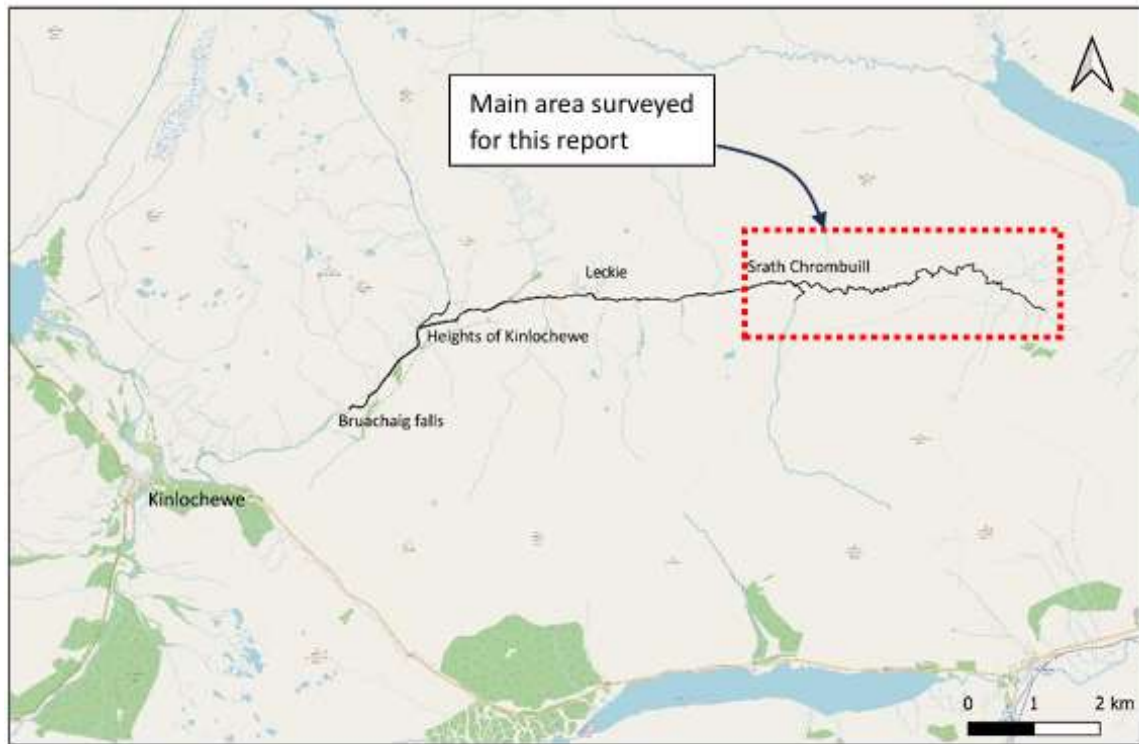 Main area surveyed
for this report
Srath Chrombuill
Leckie
Heights of Kinlochewe
Bruachaig falls
Kinlochewe
0 1 2 km